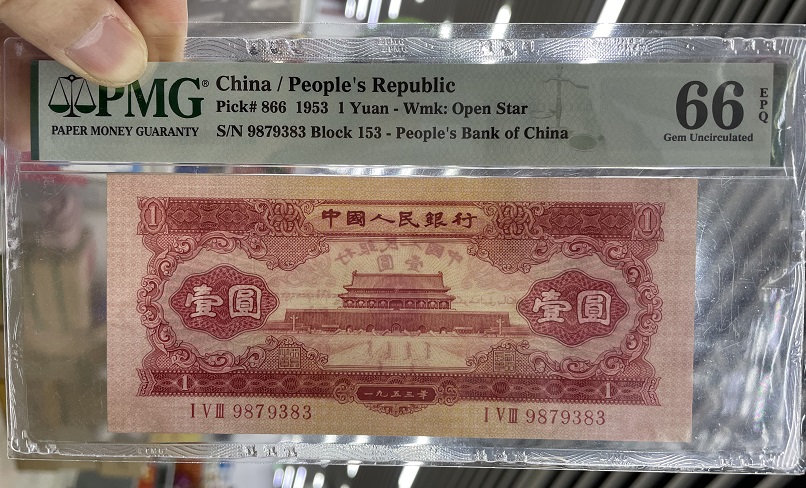 PMG®
PAPER MONEY GUARANTY
China / People's Republic
Pick# 866 1953 1 Yuan - Wmk: Open Star
S/N 9879383 Block 153 - People's Bank of China
66
EPQ
Gem Uncirculated
1 中國人民銀行 1
壹圓 壹圓
1 一九五三年 1
I V III 9879383 I V III 9879383